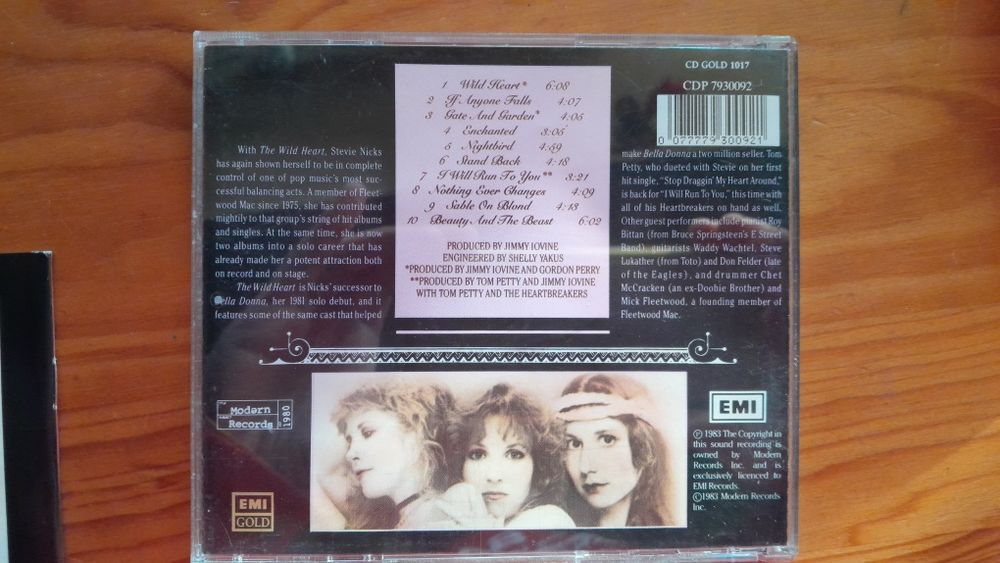 CD GOLD 1017
CDP 7930092
0 077779 300921
1 Wild Heart* 6:08
2 If Anyone Falls 4:07
3 Gate And Garden* 4:05
4 Enchanted 3:05
5 Nightbird 4:59
6 Stand Back 4:18
7 I Will Run To You** 3:21
8 Nothing Ever Changes 4:09
9 Sable On Blond 4:13
10 Beauty And The Beast 6:02
PRODUCED BY JIMMY IOVINE
ENGINEERED BY SHELLY YAKUS
*PRODUCED BY JIMMY IOVINE AND GORDON PERRY
**PRODUCED BY TOM PETTY AND JIMMY IOVINE
WITH TOM PETTY AND THE HEARTBREAKERS
With The Wild Heart, Stevie Nicks
has again shown herself to be in complete
control of one of pop music's most suc-
cessful balancing acts. A member of Fleet-
wood Mac since 1975, she has contributed
mightily to that group's string of hit albums
and singles. At the same time, she is now
two albums into a solo career that has
already made her a potent attraction both
on record and on stage.
The Wild Heart is Nicks' successor to
Bella Donna, her 1981 solo debut, and it
features some of the same cast that helped
make Bella Donna a two million seller. Tom
Petty, who dueted with Stevie on her first
hit single, "Stop Draggin' My Heart Around,"
is back for "I Will Run To You," this time with
all of his Heartbreakers on hand as well.
Other guest performers include pianist Roy
Bittan (from Bruce Springsteen's E Street
Band), guitarists Waddy Wachtel, Steve
Lukather (from Toto) and Don Felder (late
of the Eagles), and drummer Chet
McCracken (an ex-Doobie Brother) and
Mick Fleetwood, a founding member of
Fleetwood Mac.
Modern
Records
1980
EMI
GOLD
EMI
℗ 1983 The Copyright in
this sound recording is
owned by Modern
Records Inc. and is
exclusively licenced to
EMI Records.
©1983 Modern Records
Inc.